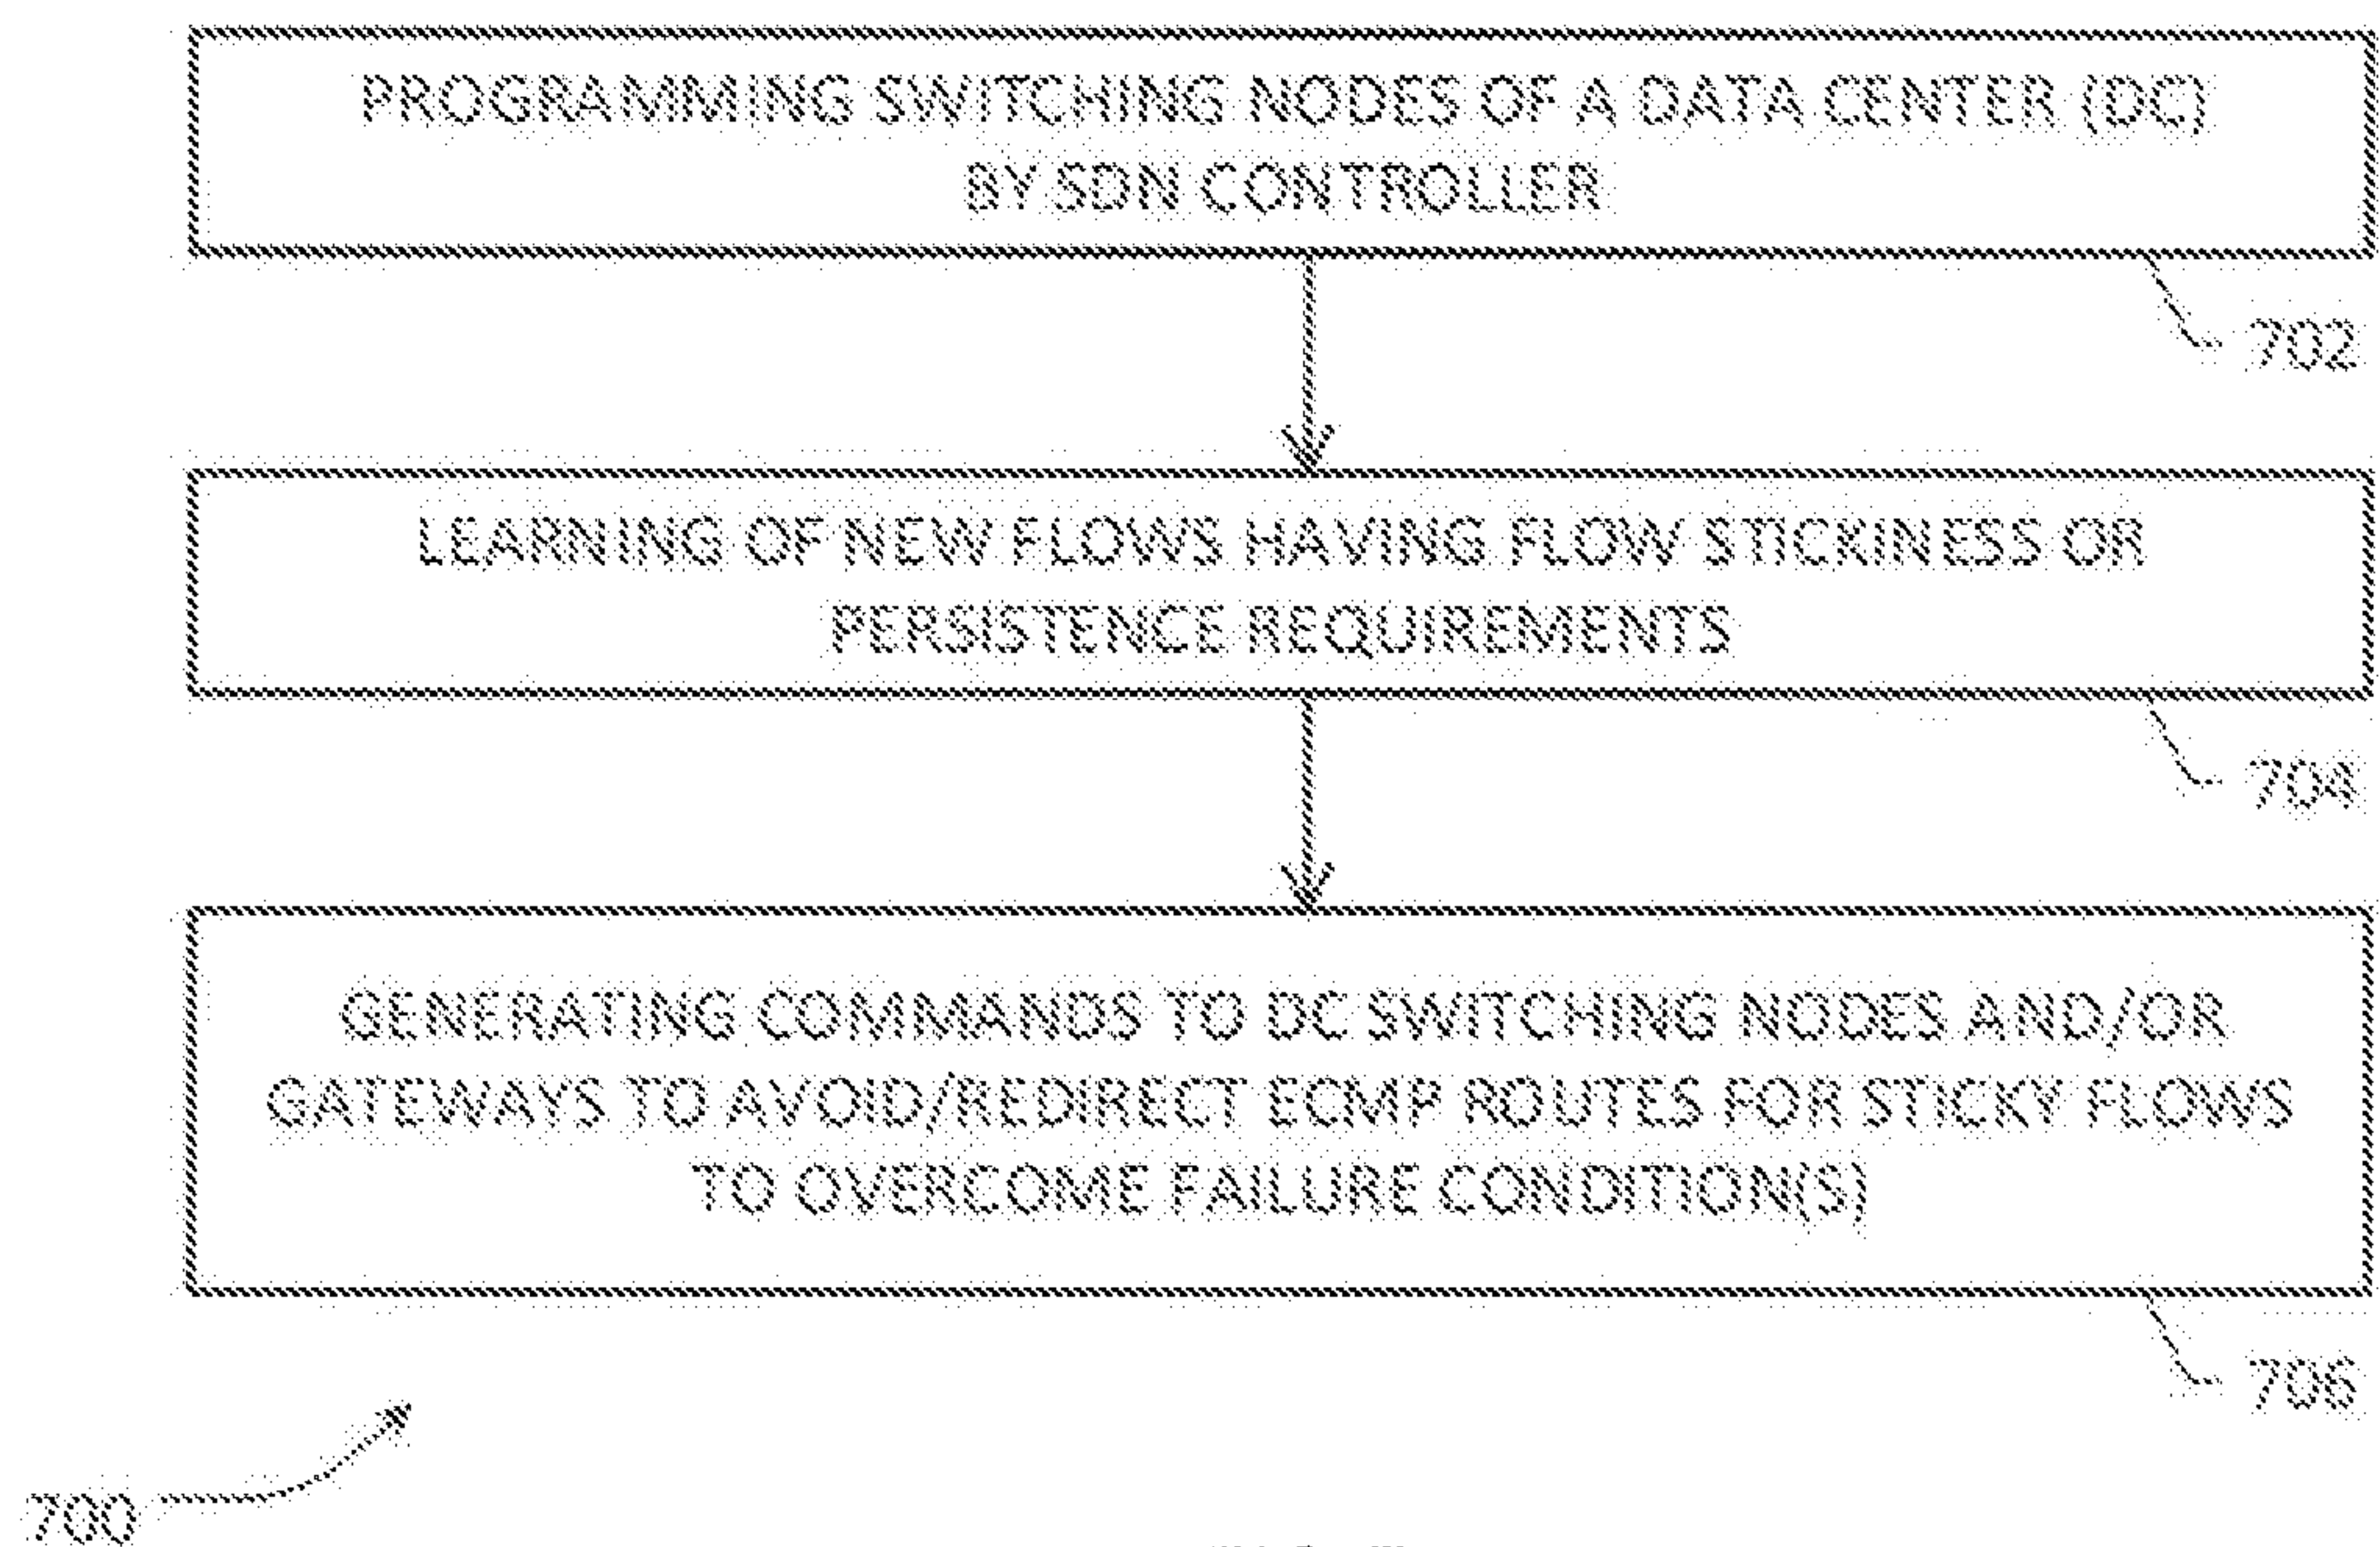 PROGRAMMING SWITCHING NODES OF A DATA CENTER (DC)
BY SDN CONTROLLER
702
LEARNING OF NEW FLOWS HAVING FLOW STICKINESS OR
PERSISTENCE REQUIREMENTS
704
GENERATING COMMANDS TO DC SWITCHING NODES AND/OR
GATEWAYS TO AVOID/REDIRECT ECMP ROUTES FOR STICKY FLOWS
TO OVERCOME FAILURE CONDITION(S)
706
700